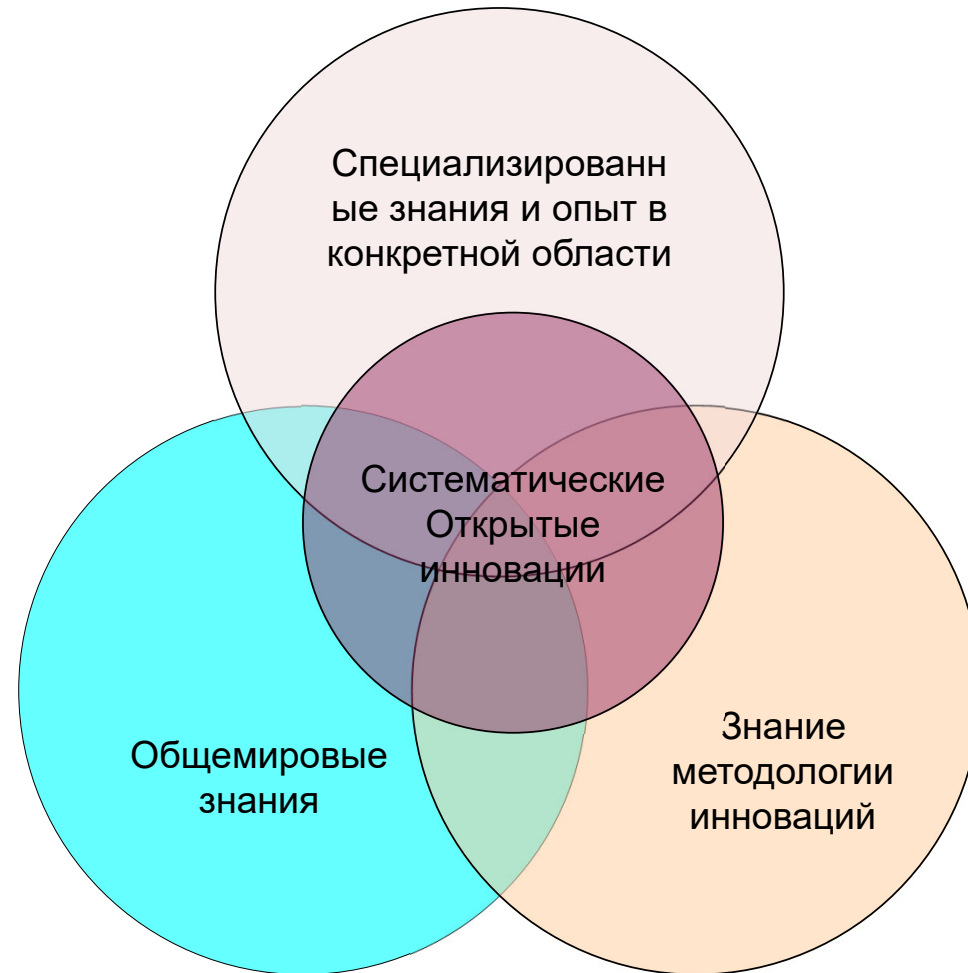 Специализированн
ые знания и опыт в
конкретной области
Систематические
Открытые
инновации
Общемировые
знания
Знание
методологии
инноваций